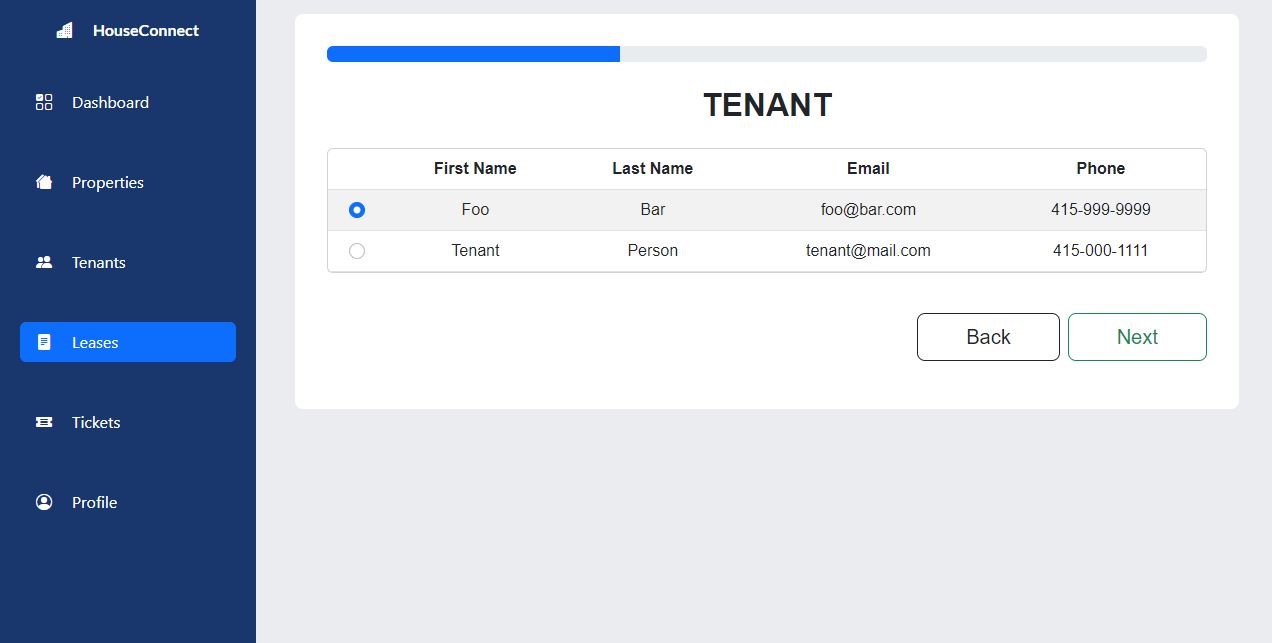 HouseConnect
Dashboard
Properties
Tenants
Leases
Tickets
Profile
TENANT
First Name Last Name Email Phone
Foo Bar foo@bar.com 415-999-9999
Tenant Person tenant@mail.com 415-000-1111
Back Next